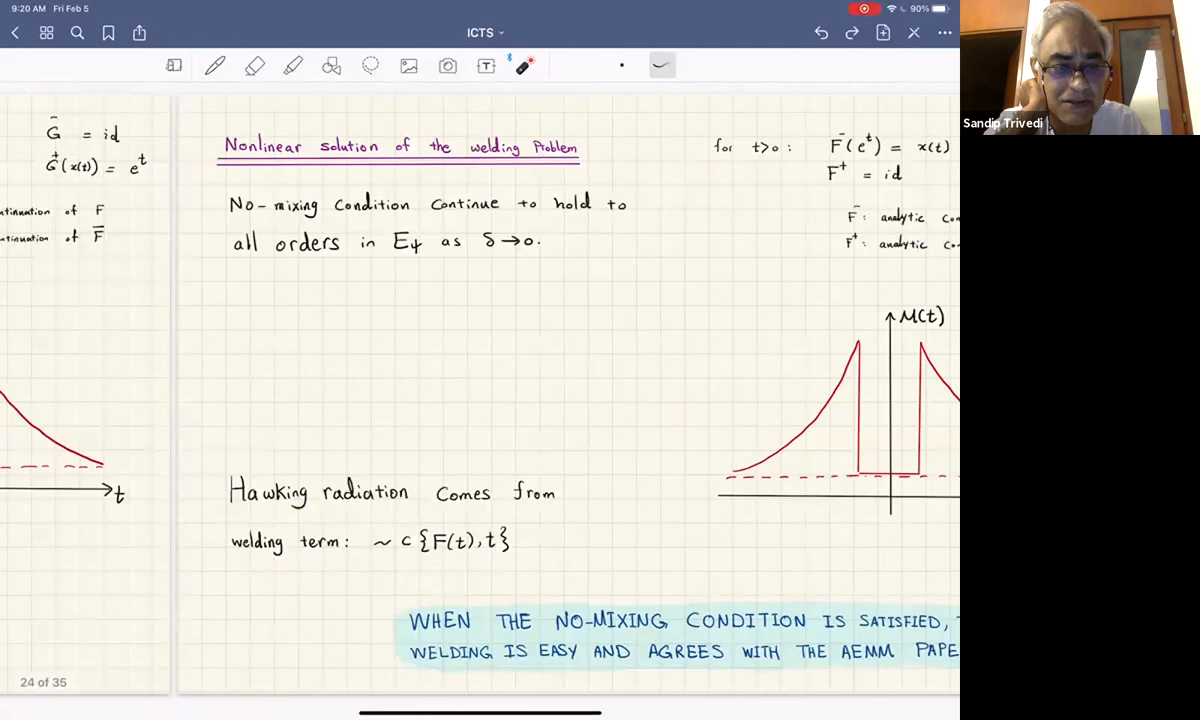 9:20 AM Fri Feb 5
90%
ICTS
Sandip Trivedi
G̅ = id
G⁺(x(t)) = e^t
ntinuation of F
ntinuation of F̅
t
Nonlinear solution of the welding Problem
No-mixing Condition Continue to hold to
all orders in Eψ as δ→0.
for t>0 : F⁻(e^t) = x(t)
F⁺ = id
F⁻: analytic con
F⁺: analytic co
M(t)
Hawking radiation comes from
welding term: ~ c {F(t), t}
WHEN THE NO-MIXING CONDITION IS SATISFIED,
WELDING IS EASY AND AGREES WITH THE AEMM PAPE
24 of 35